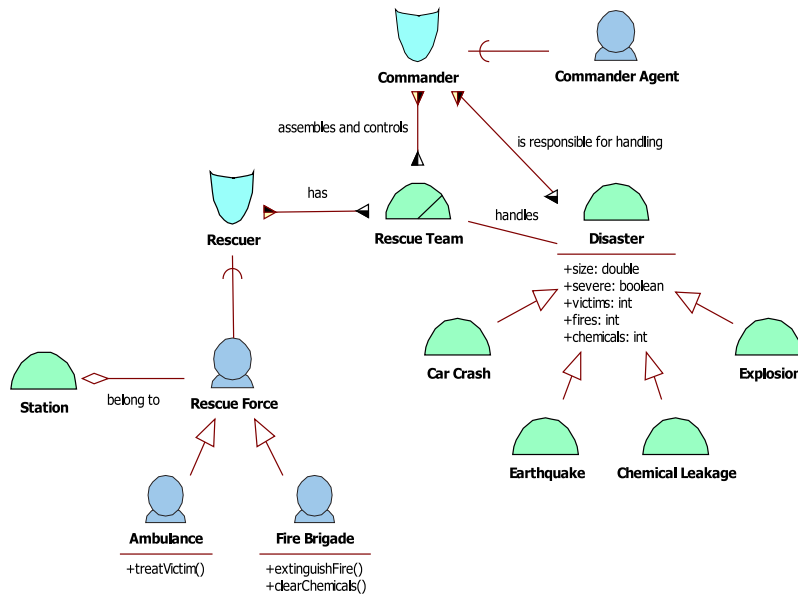 Commander
Commander Agent
assembles and controls
is responsible for handling
has
Rescuer
Rescue Team
handles
Disaster
+size: double
+severe: boolean
+victims: int
+fires: int
+chemicals: int
Car Crash
Explosion
Station
belong to
Rescue Force
Earthquake
Chemical Leakage
Ambulance
+treatVictim()
Fire Brigade
+extinguishFire()
+clearChemicals()